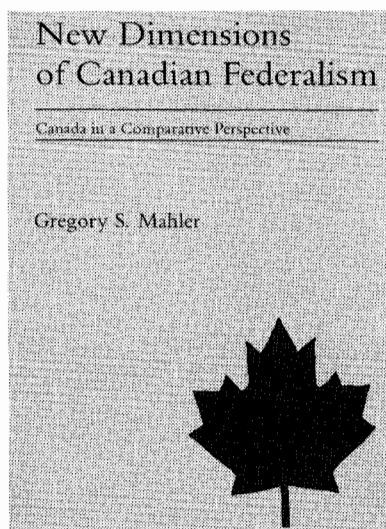 New Dimensions
of Canadian Federalism
Canada in a Comparative Perspective
Gregory S. Mahler